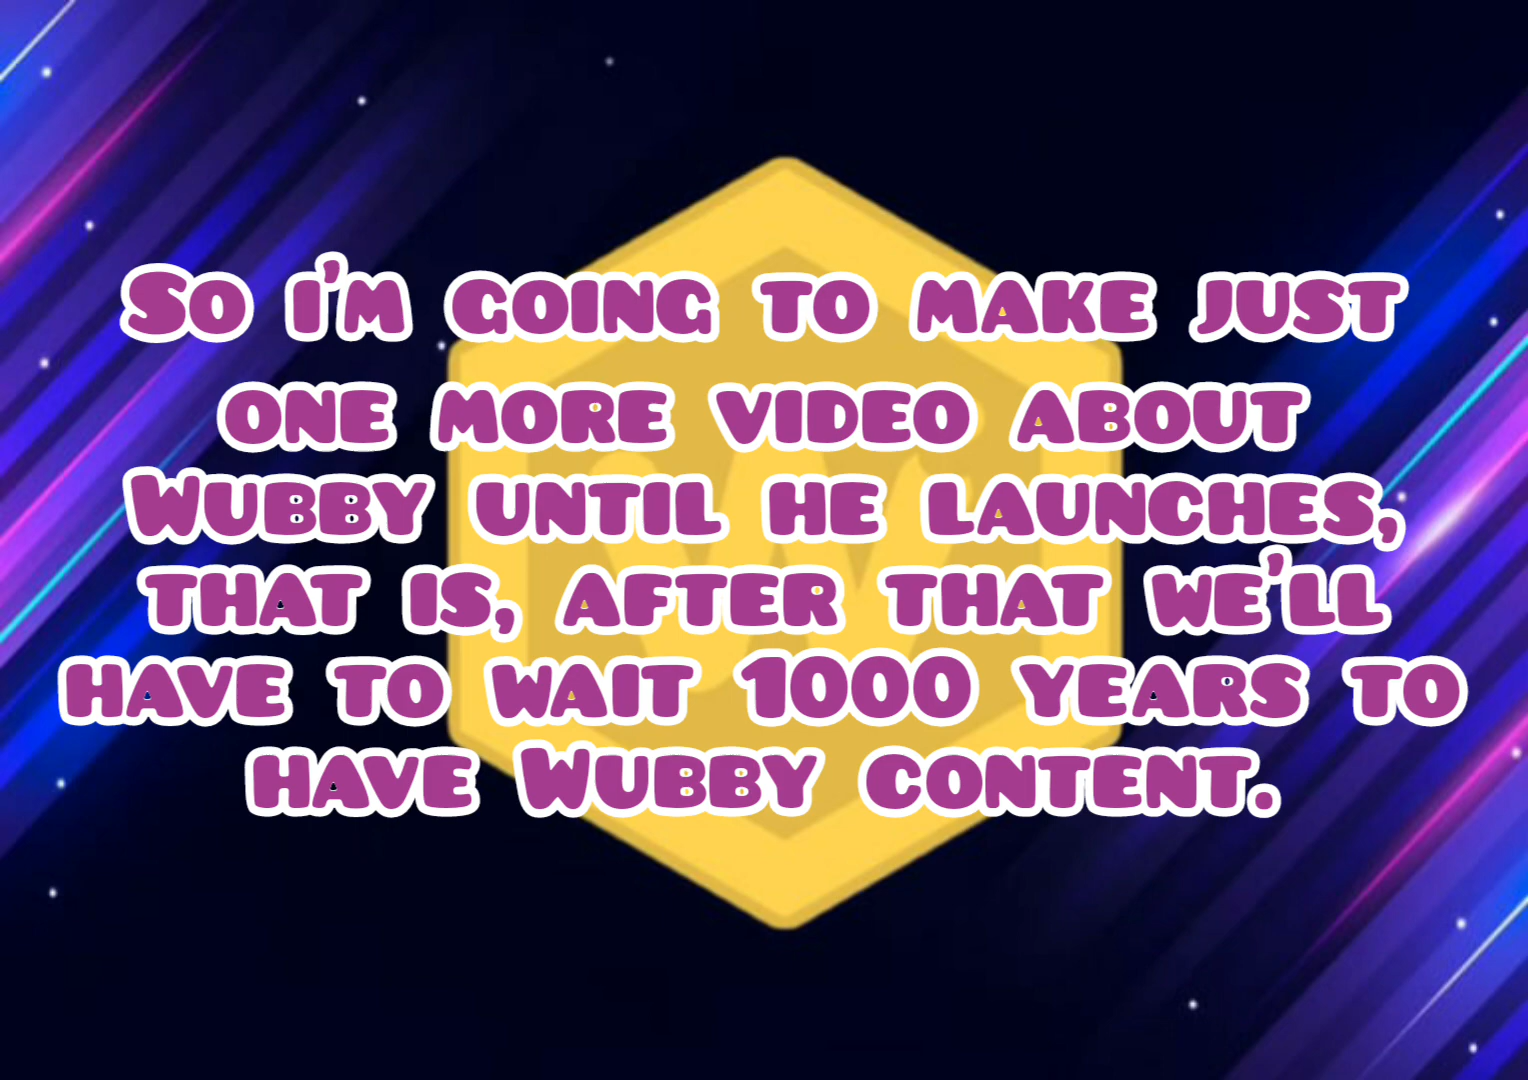 So i'm going to make just
one more video about
Wubby until he launches,
that is, after that we'll
have to wait 1000 years to
have Wubby content.